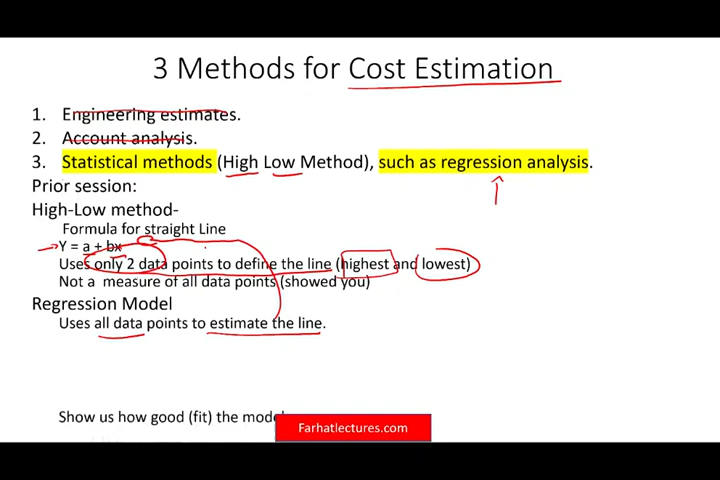 3 Methods for Cost Estimation
1. Engineering estimates.
2. Account analysis.
3. Statistical methods (High Low Method), such as regression analysis.
Prior session:
High-Low method-
Formula for straight Line
Y = a + bx
Uses only 2 data points to define the line (highest and lowest)
Not a measure of all data points (showed you)
Regression Model
Uses all data points to estimate the line.
Show us how good (fit) the
Farhatlectures.com